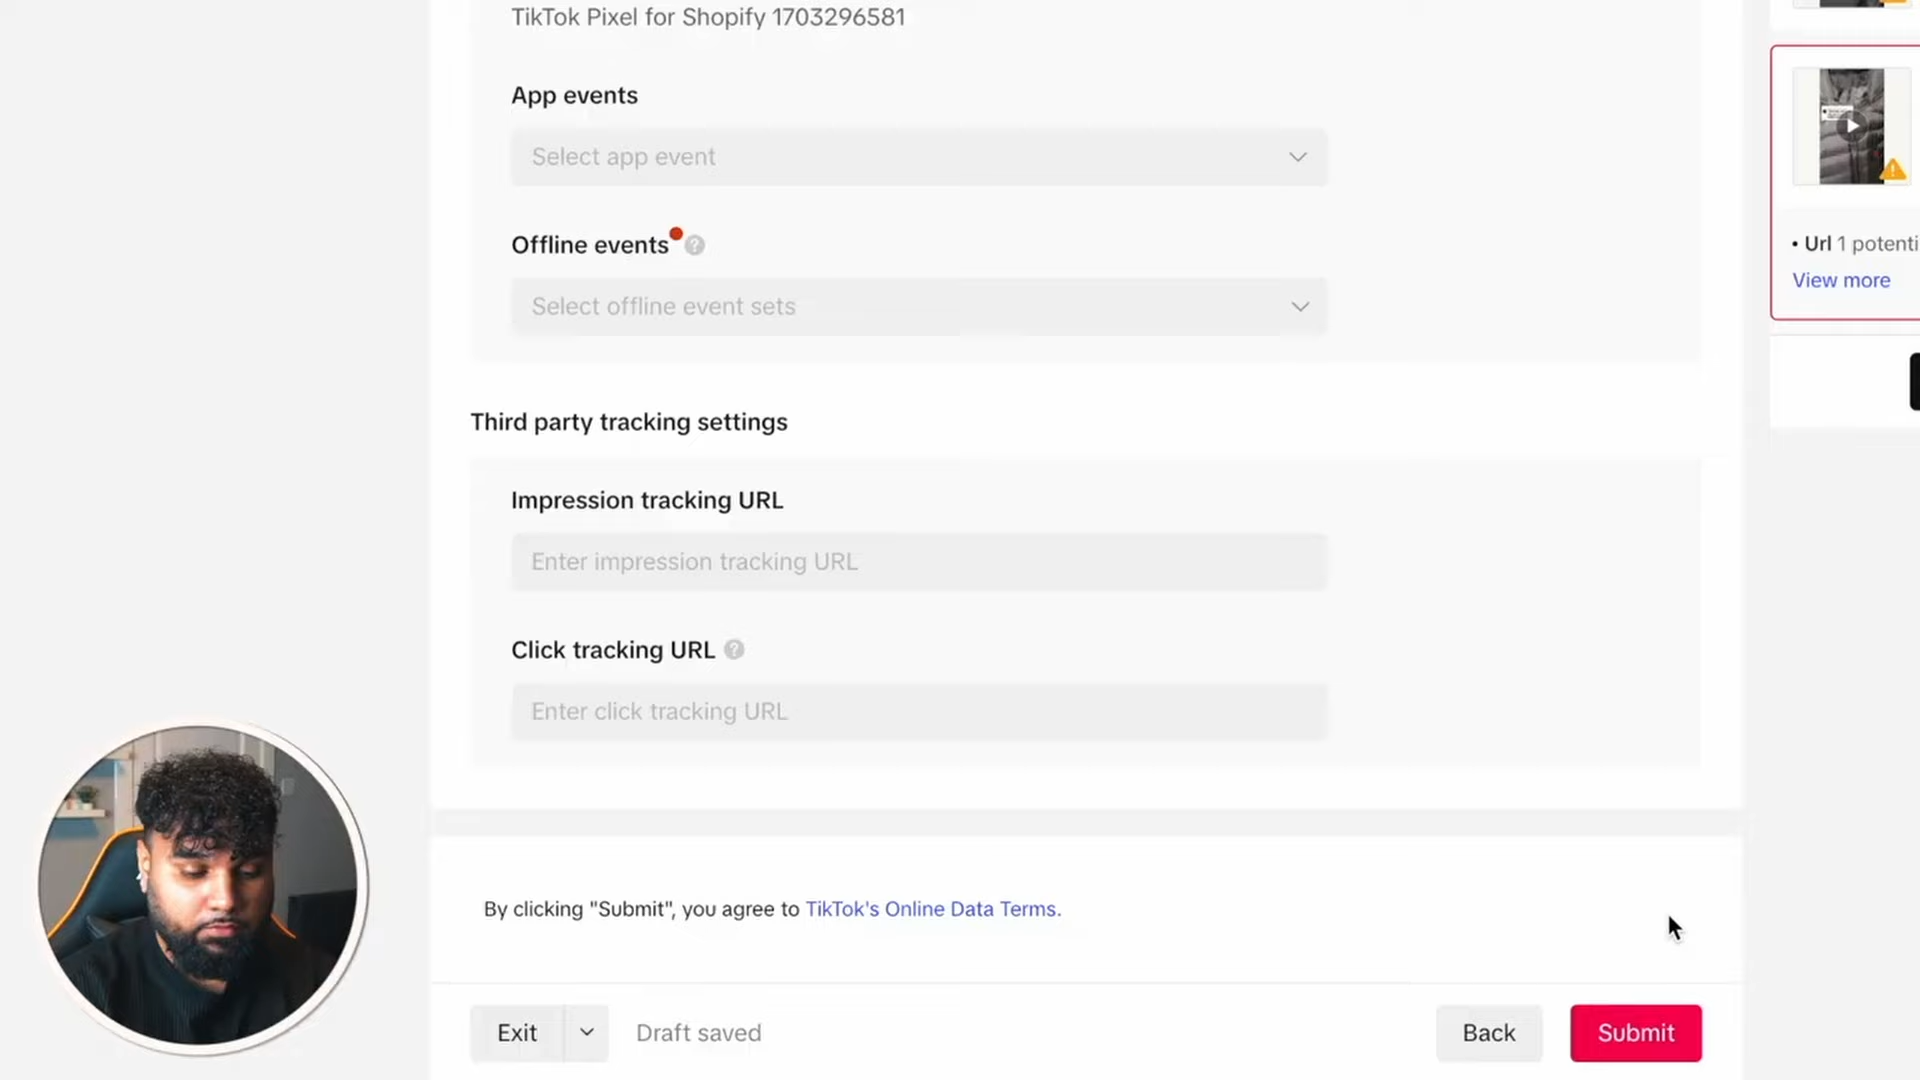 TikTok Pixel for Shopify 1703296581
App events
Select app event
Offline events
Select offline event sets
Third party tracking settings
Impression tracking URL
Enter impression tracking URL
Click tracking URL
Enter click tracking URL
By clicking "Submit", you agree to TikTok's Online Data Terms.
Exit
Draft saved
Back
Submit
• Url 1 potenti
View more